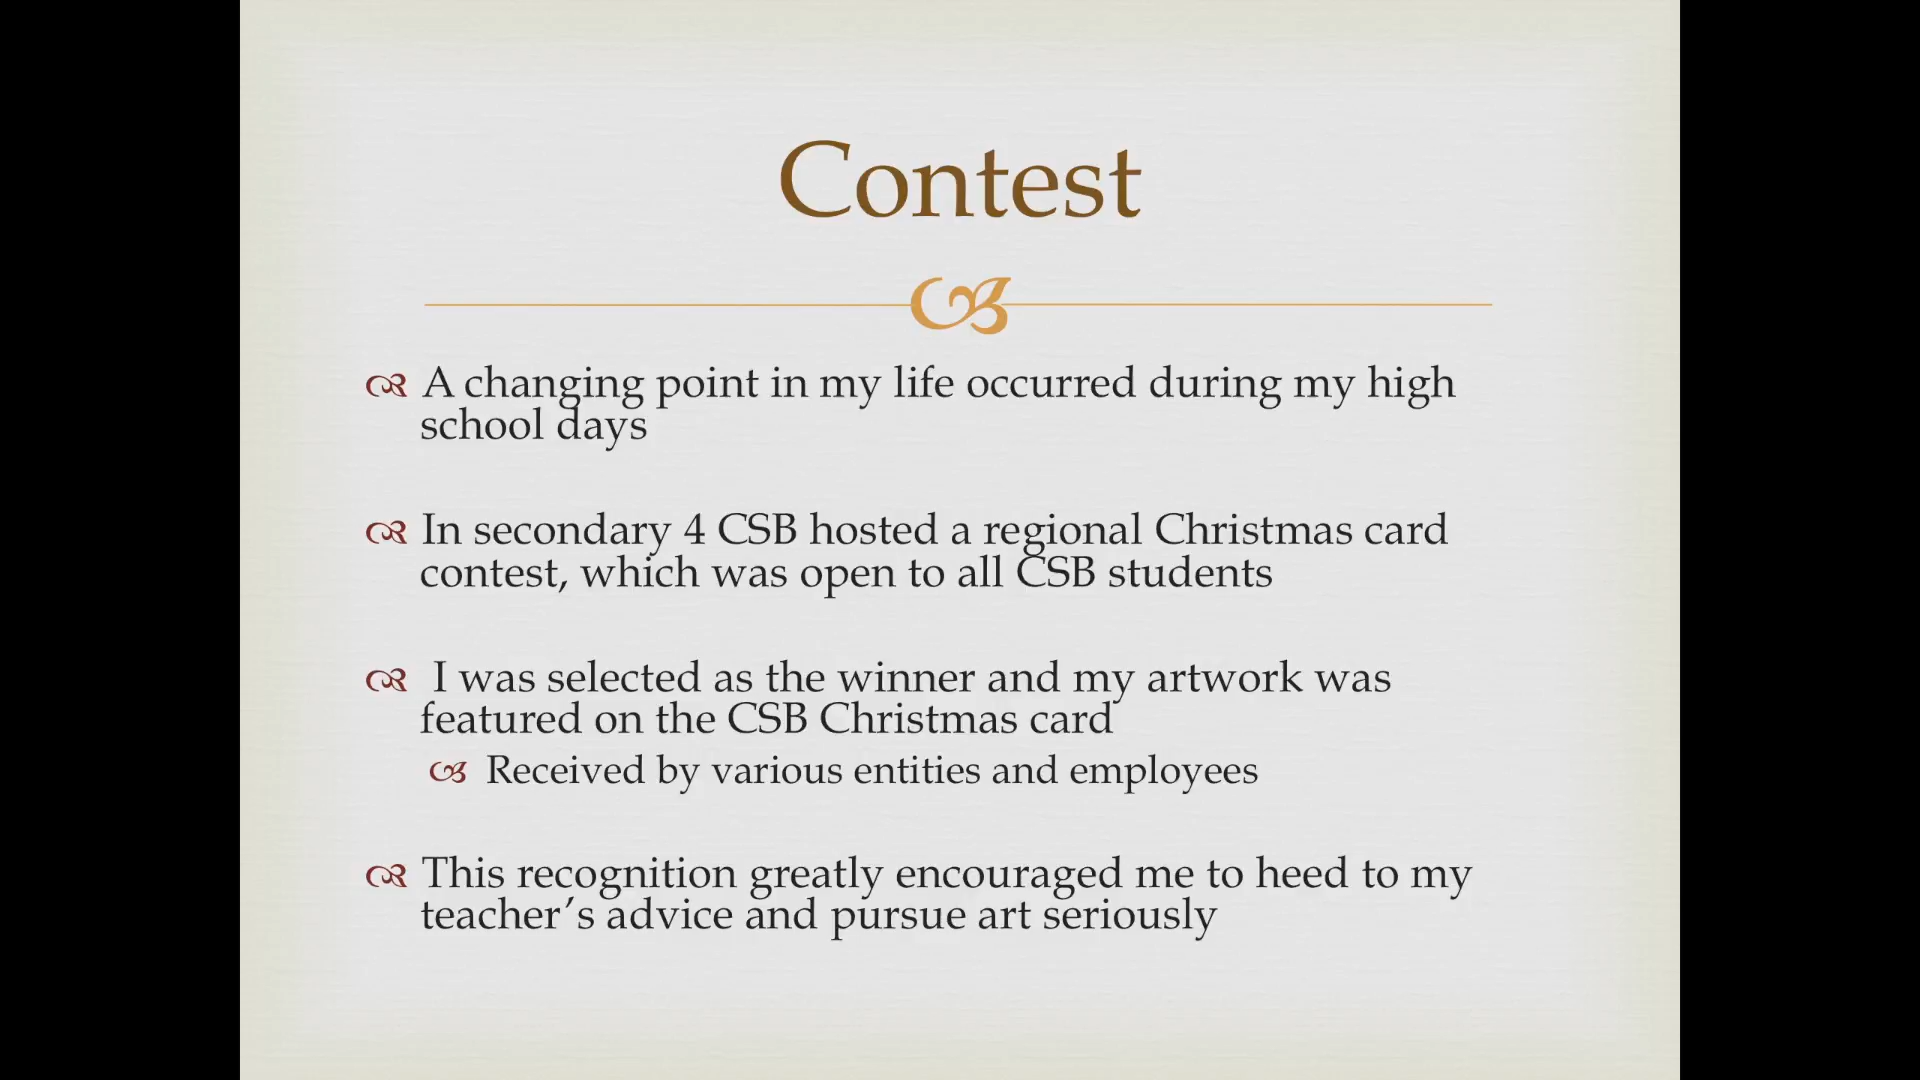 Contest
A changing point in my life occurred during my high
school days
In secondary 4 CSB hosted a regional Christmas card
contest, which was open to all CSB students
I was selected as the winner and my artwork was
featured on the CSB Christmas card
Received by various entities and employees
This recognition greatly encouraged me to heed to my
teacher’s advice and pursue art seriously